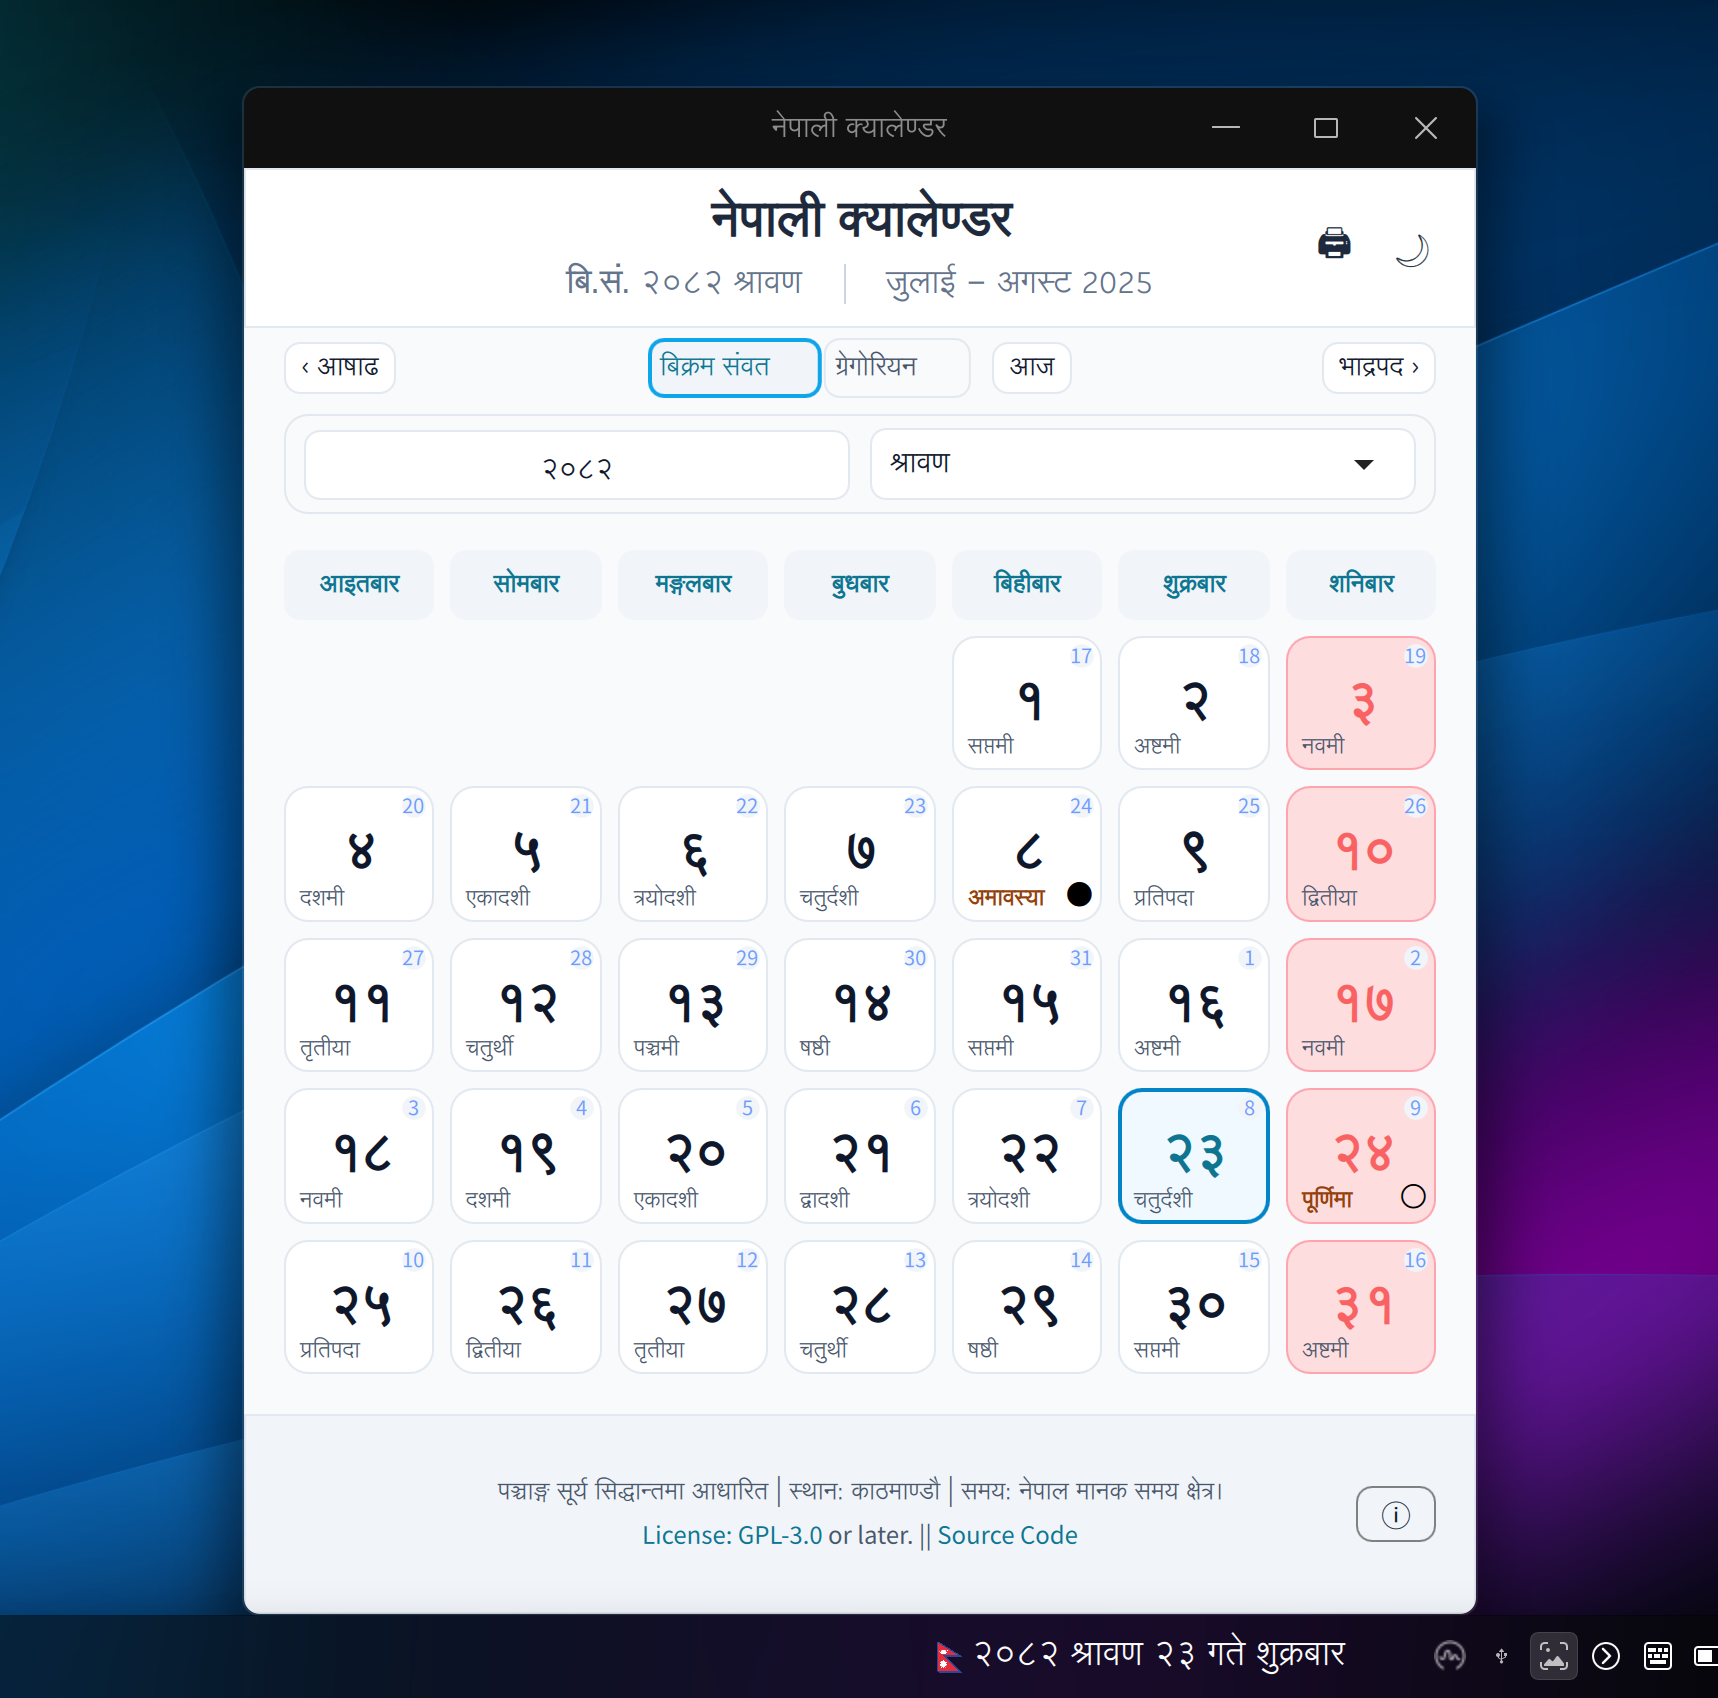 नेपाली क्यालेण्डर
नेपाली क्यालेण्डर
बि.सं. २०८२ श्रावण | जुलाई – अगस्ट 2025
‹ आषाढ बिक्रम संवत ग्रेगोरियन आज भाद्रपद ›
२०८२ श्रावण
आइतबार सोमबार मङ्गलबार बुधबार बिहीबार शुक्रबार शनिबार
17 18 19
१ २ ३
सप्तमी अष्टमी नवमी
20 21 22 23 24 25 26
४ ५ ६ ७ ८ ९ १०
दशमी एकादशी त्रयोदशी चतुर्दशी अमावस्या प्रतिपदा द्वितीया
27 28 29 30 31 1 2
११ १२ १३ १४ १५ १६ १७
तृतीया चतुर्थी पञ्चमी षष्ठी सप्तमी अष्टमी नवमी
3 4 5 6 7 8 9
१८ १९ २० २१ २२ २३ २४
नवमी दशमी एकादशी द्वादशी त्रयोदशी चतुर्दशी पूर्णिमा
10 11 12 13 14 15 16
२५ २६ २७ २८ २९ ३० ३१
प्रतिपदा द्वितीया तृतीया चतुर्थी षष्ठी सप्तमी अष्टमी
पञ्चाङ्ग सूर्य सिद्धान्तमा आधारित | स्थान: काठमाण्डौ | समय: नेपाल मानक समय क्षेत्र।
License: GPL-3.0 or later. || Source Code
२०८२ श्रावण २३ गते शुक्रबार